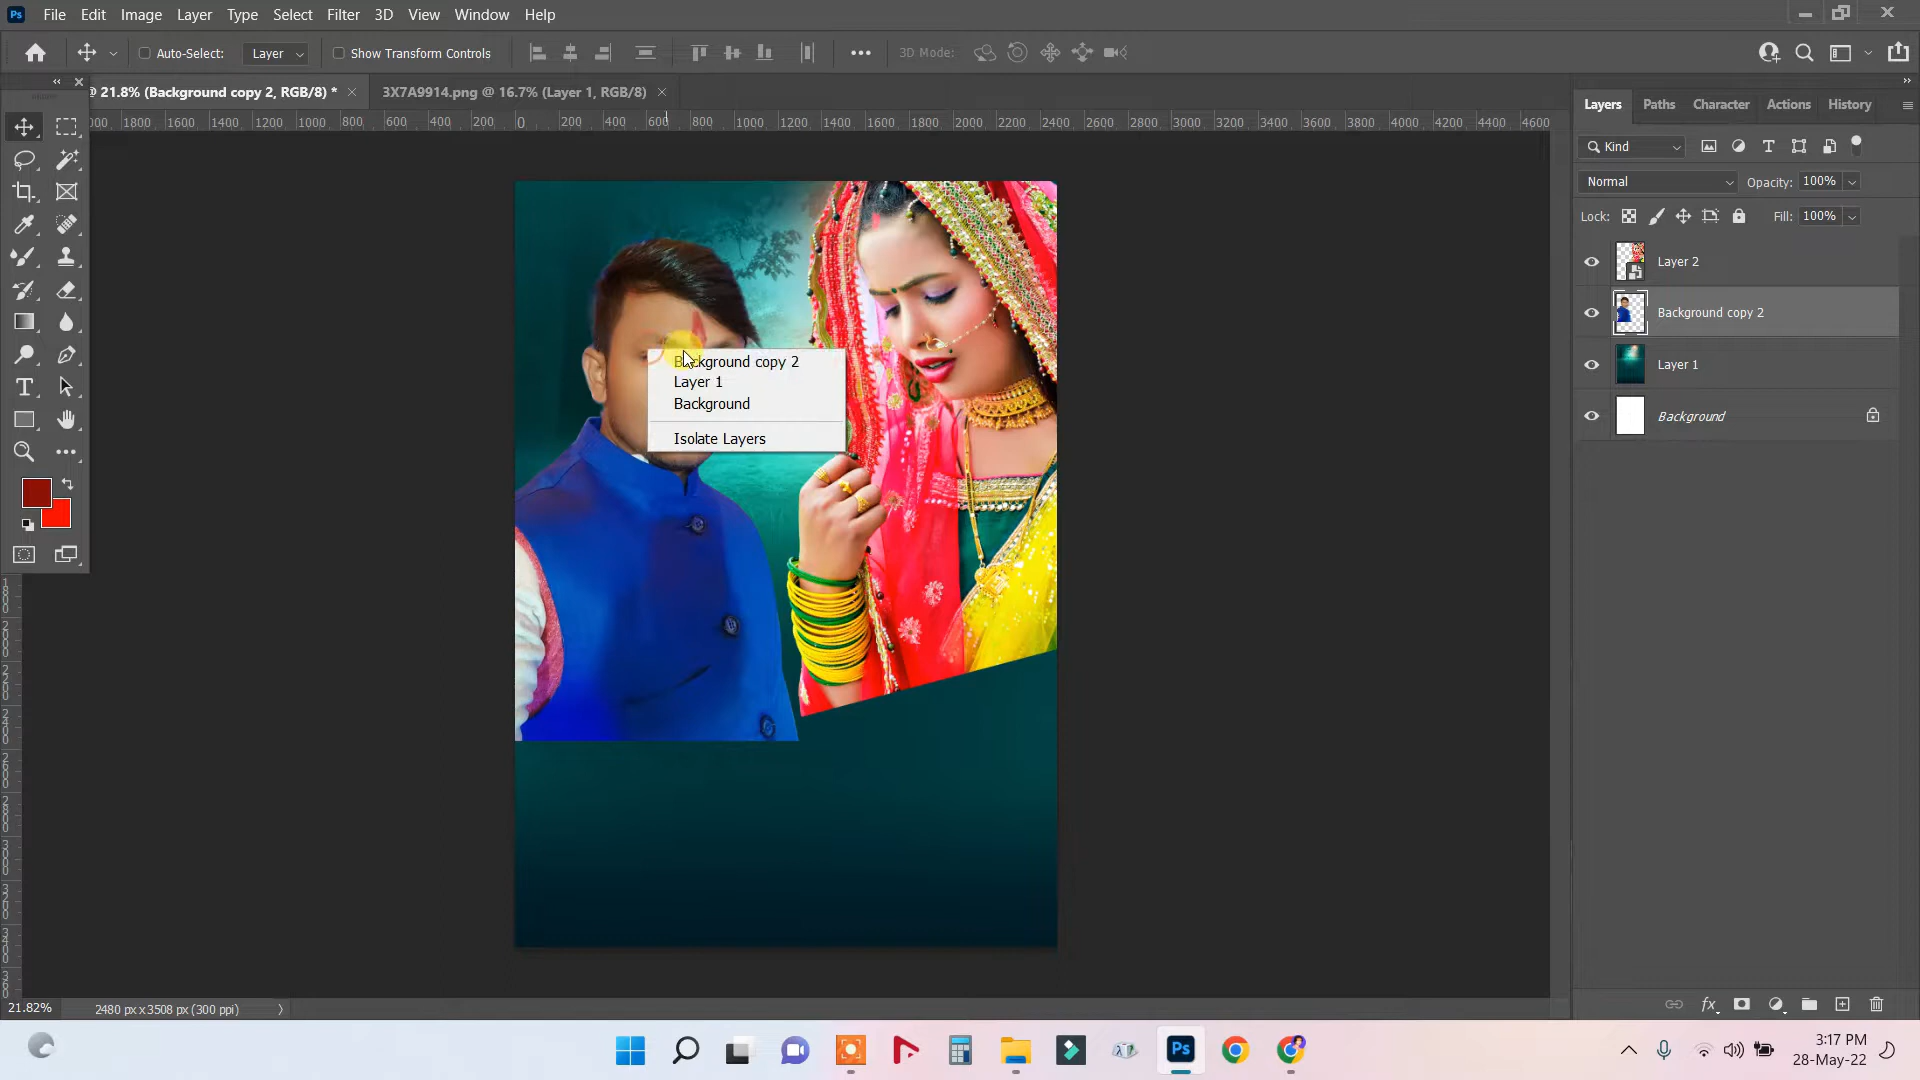 Ps File Edit Image Layer Type Select Filter 3D View Window Help
Auto-Select: Layer Show Transform Controls 3D Mode:
@ 21.8% (Background copy 2, RGB/8) * 3X7A9914.png @ 16.7% (Layer 1, RGB/8)
1800 1600 1400 1200 1000 800 600 400 200 0 200 400 600 800 1000 1200 1400 1600 1800 2000 2200 2400 2600 2800 3000 3200 3400 3600 3800 4000 4200 4400 4600
Layers Paths Character Actions History
Kind
Normal Opacity: 100%
Lock: Fill: 100%
Layer 2
Background copy 2
Layer 1
Background
Background copy 2
Layer 1
Background
Isolate Layers
21.82% 2480 px x 3508 px (300 ppi)
Ps
3:17 PM
28-May-22